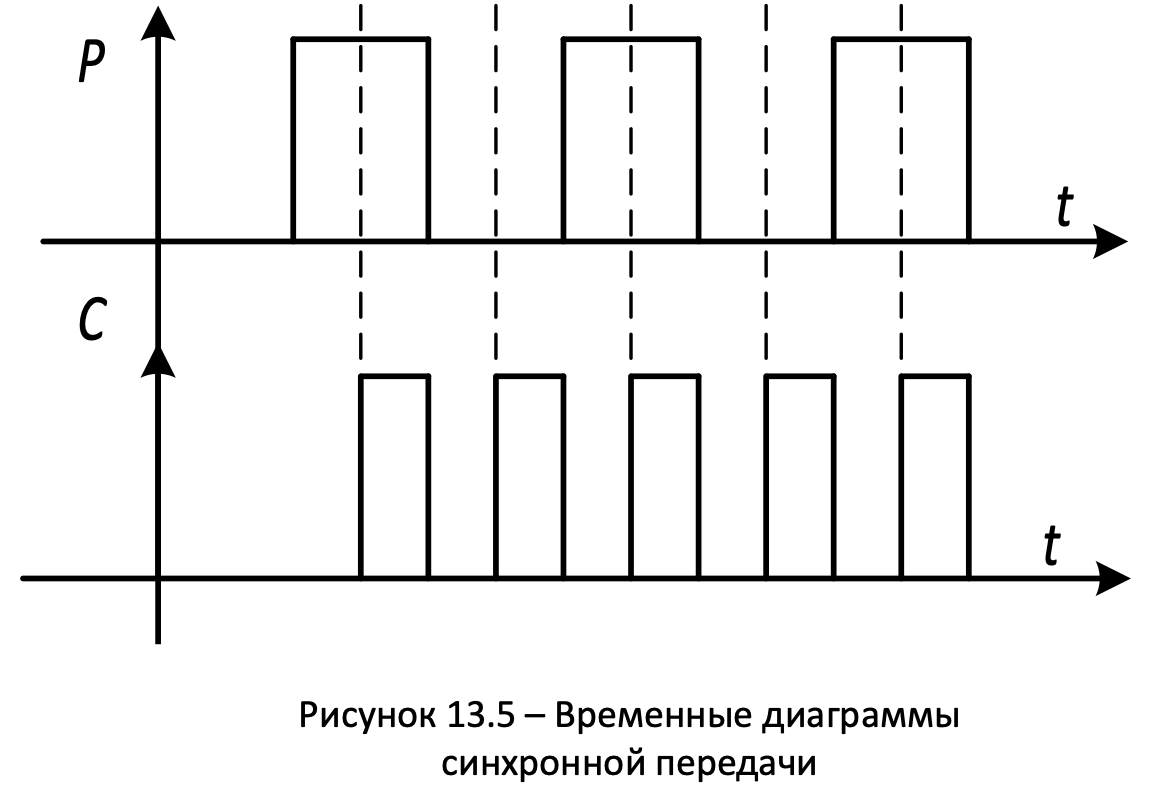 P
t
C
t
Рисунок 13.5 – Временные диаграммы
синхронной передачи